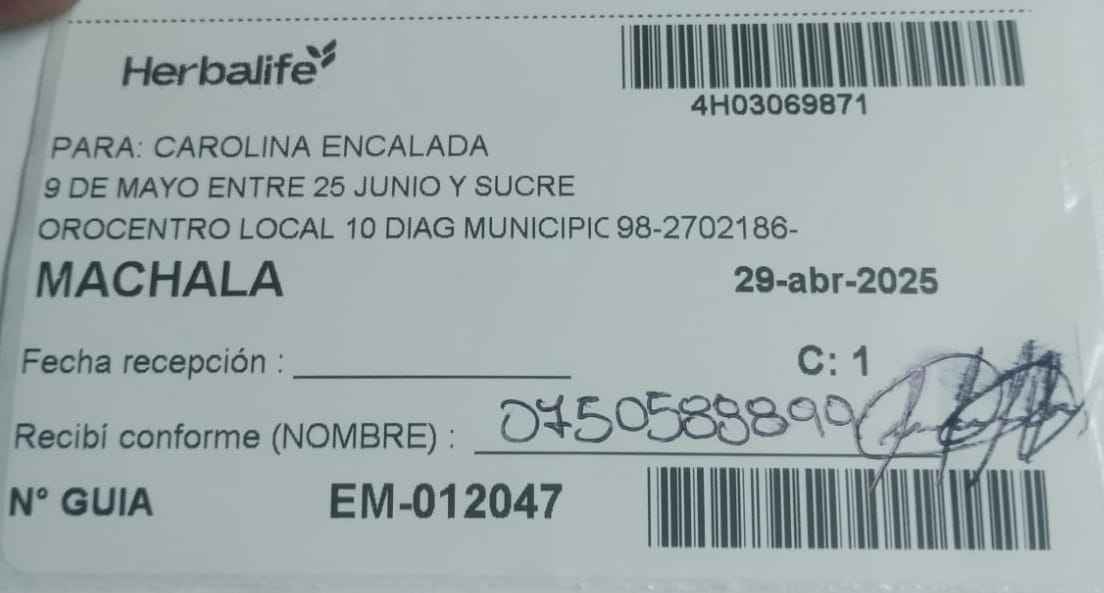 Herbalife
4H03069871
PARA: CAROLINA ENCALADA
9 DE MAYO ENTRE 25 JUNIO Y SUCRE
OROCENTRO LOCAL 10 DIAG MUNICIPIC 98-2702186-
MACHALA 29-abr-2025
Fecha recepción : C: 1
Recibí conforme (NOMBRE) : 0750589899
N° GUIA EM-012047